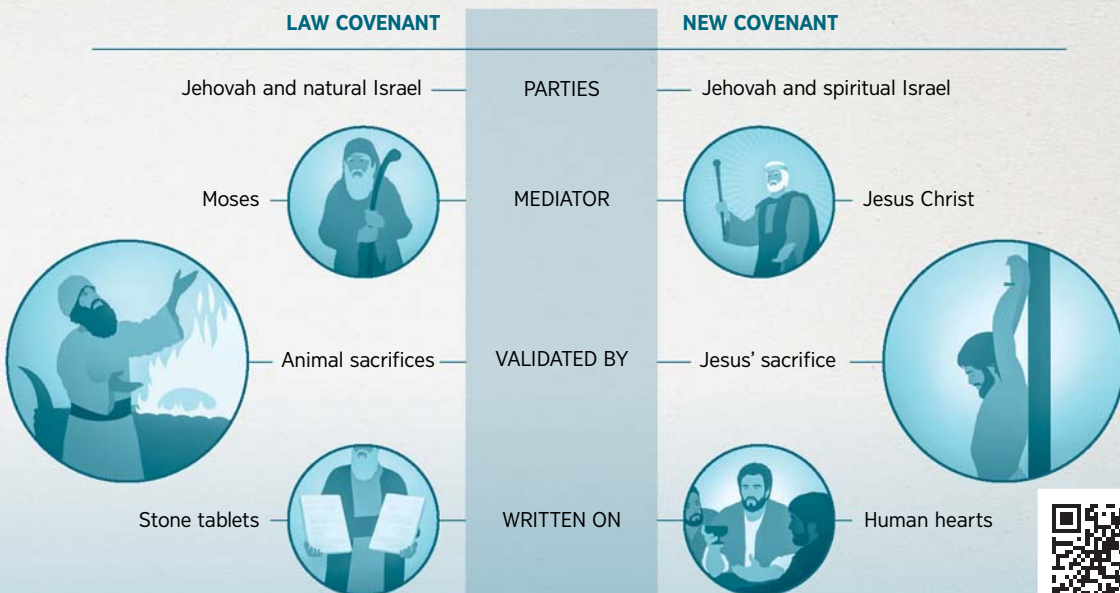 LAW COVENANT NEW COVENANT
Jehovah and natural Israel PARTIES Jehovah and spiritual Israel
Moses MEDIATOR Jesus Christ
Animal sacrifices VALIDATED BY Jesus’ sacrifice
Stone tablets WRITTEN ON Human hearts